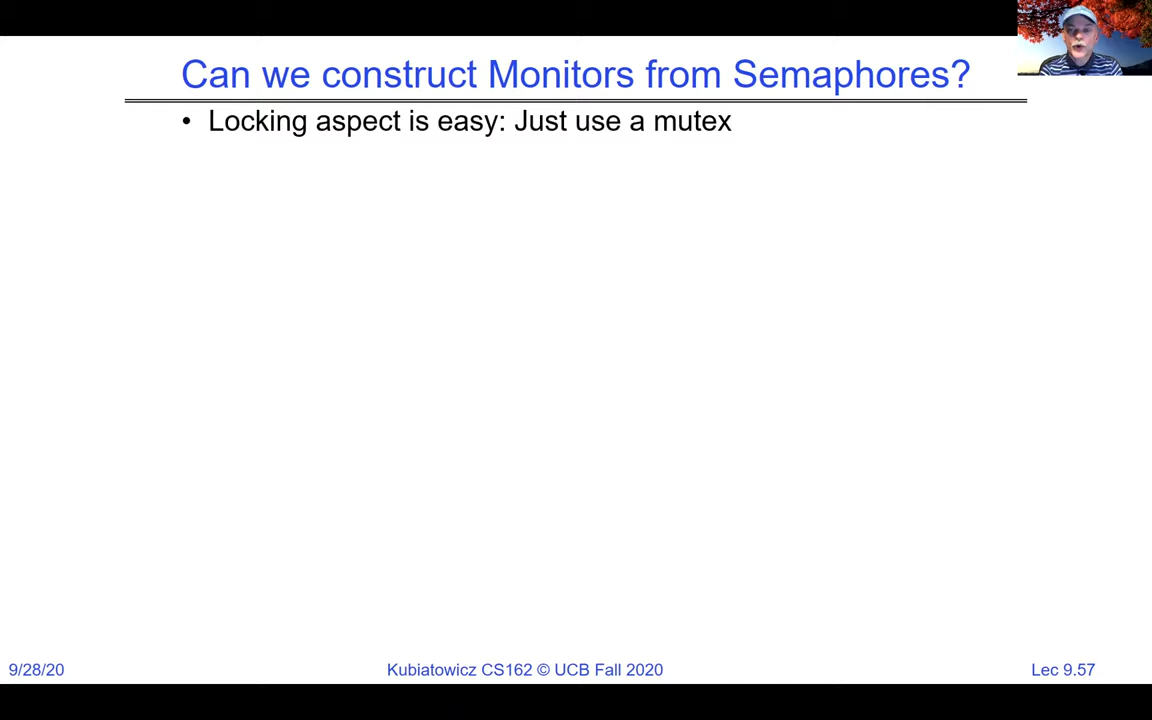 Can we construct Monitors from Semaphores?
• Locking aspect is easy: Just use a mutex
9/28/20
Kubiatowicz CS162 © UCB Fall 2020
Lec 9.57